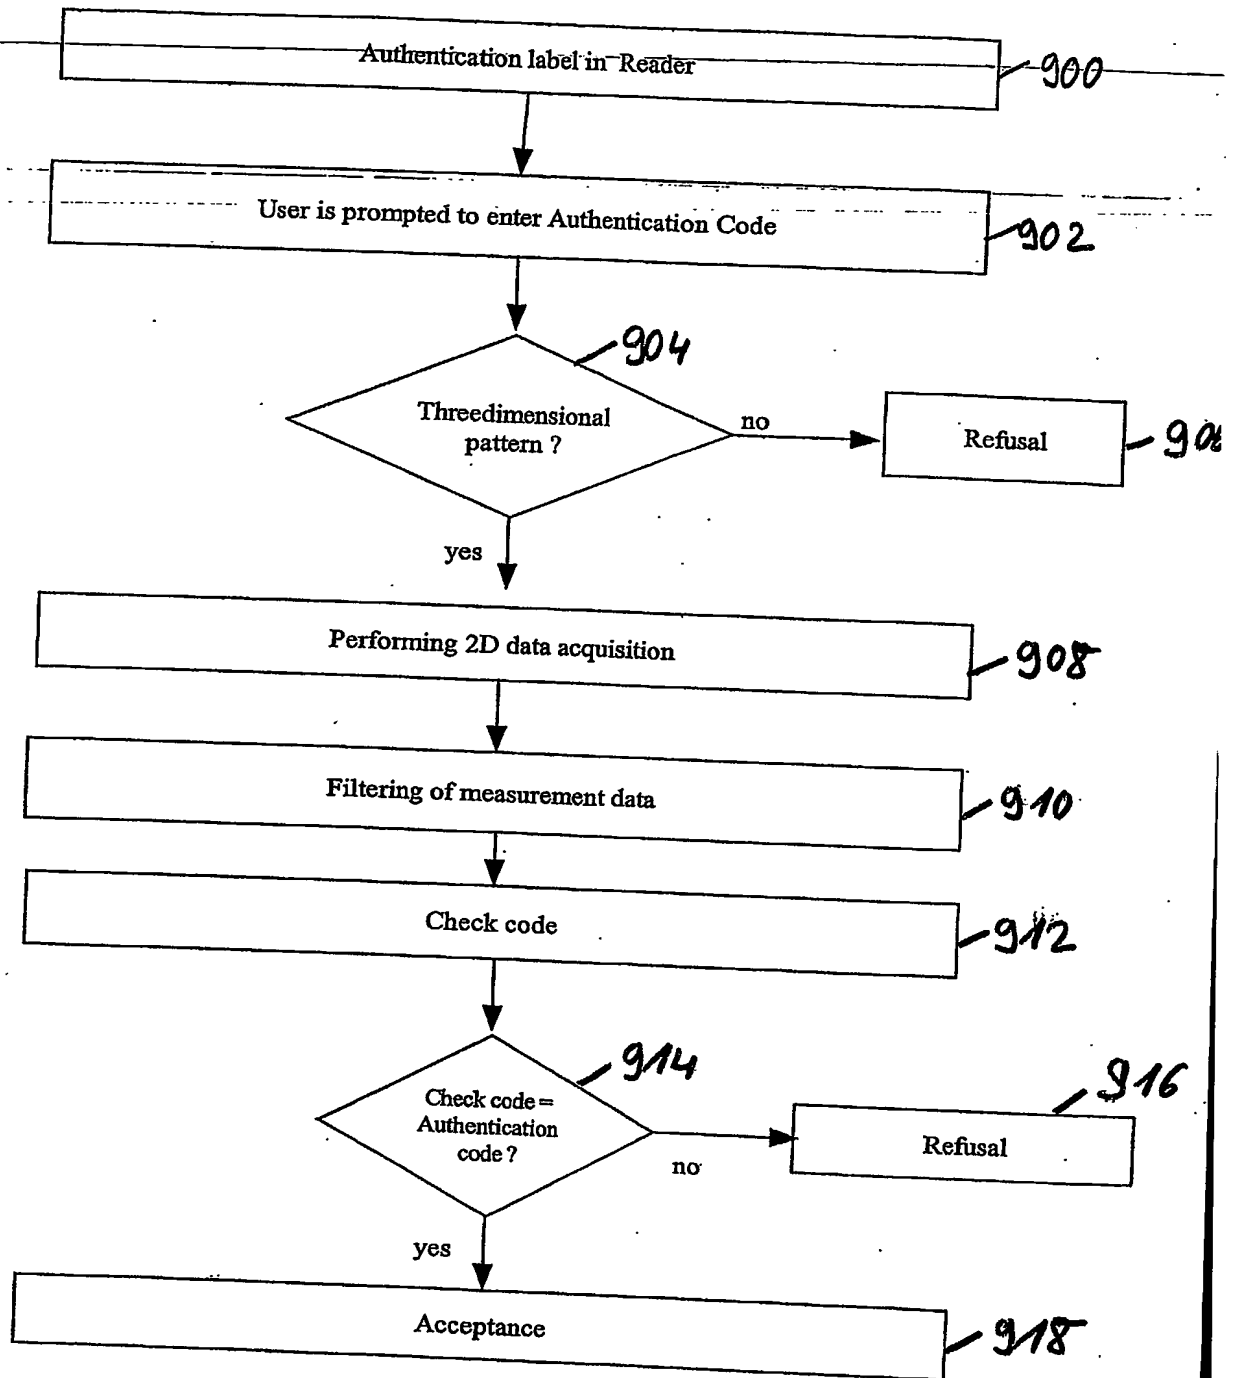 Authentication label in Reader
900
User is prompted to enter Authentication Code
902
904
Threedimensional
pattern ?
no
Refusal
yes
Performing 2D data acquisition
908
Filtering of measurement data
910
Check code
912
914
Check code =
Authentication
code ?
no
916
Refusal
yes
Acceptance
918